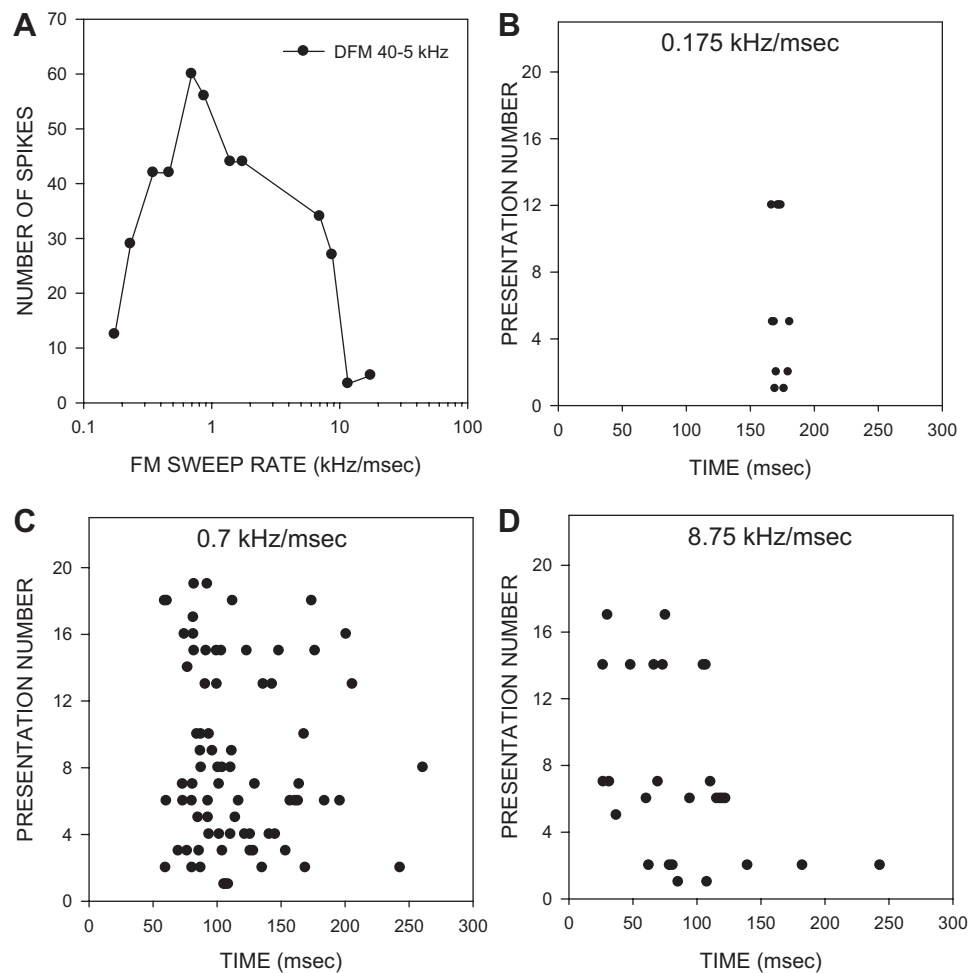 A
DFM 40-5 kHz
NUMBER OF SPIKES
70
60
50
40
30
20
10
0
0.1 1 10 100
FM SWEEP RATE (kHz/msec)
B
0.175 kHz/msec
PRESENTATION NUMBER
20
16
12
8
4
0
0 50 100 150 200 250 300
TIME (msec)
C
0.7 kHz/msec
PRESENTATION NUMBER
20
16
12
8
4
0
0 50 100 150 200 250 300
TIME (msec)
D
8.75 kHz/msec
PRESENTATION NUMBER
20
16
12
8
4
0
0 50 100 150 200 250 300
TIME (msec)